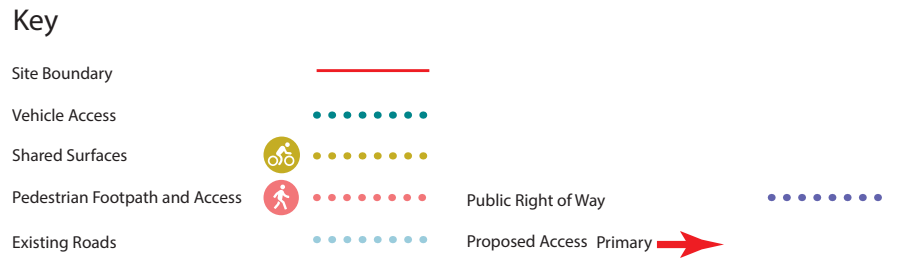 Key
Site Boundary
Vehicle Access
Shared Surfaces
Pedestrian Footpath and Access
Existing Roads
Public Right of Way
Proposed Access Primary